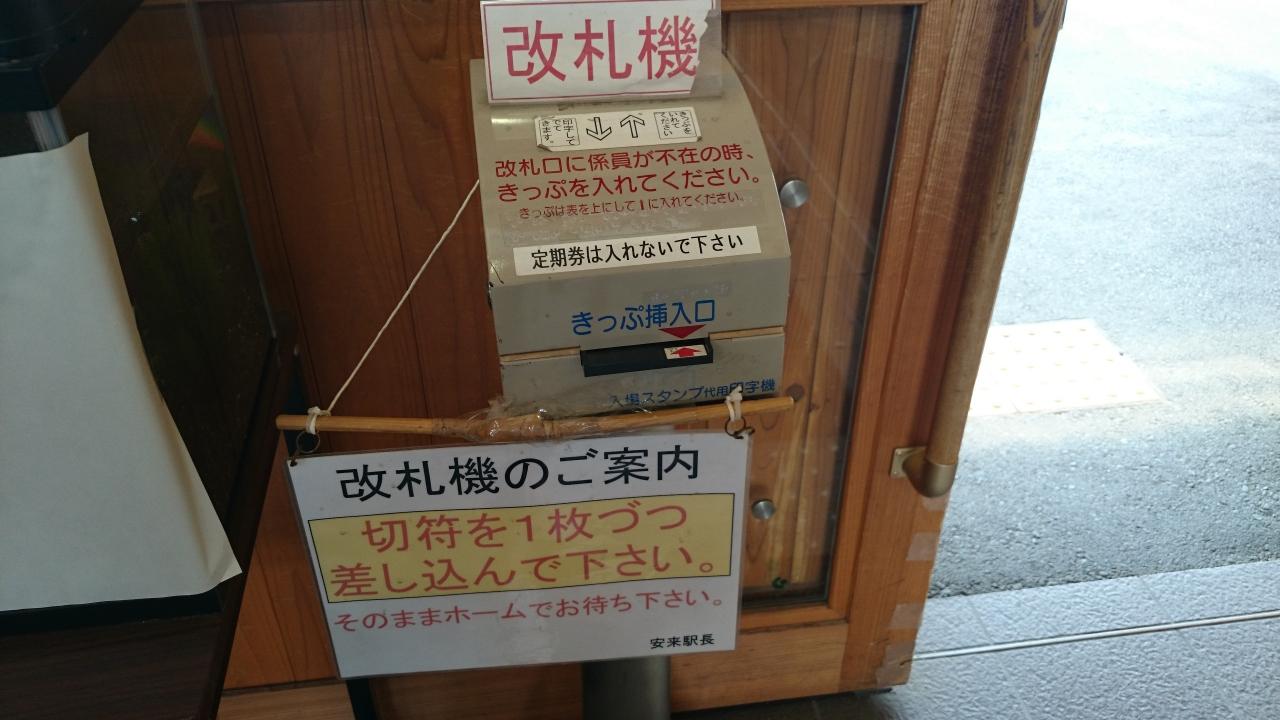 改札機
印字して
でて
きます。
きっぷを
いれて
ください
改札口に係員が不在の時、
きっぷを入れてください。
きっぷは表を上にして1に入れてください。
定期券は入れないで下さい
きっぷ挿入口
入場スタンプ代用印字機
改札機のご案内
切符を1枚づつ
差し込んで下さい。
そのままホームでお待ち下さい。
安来駅長